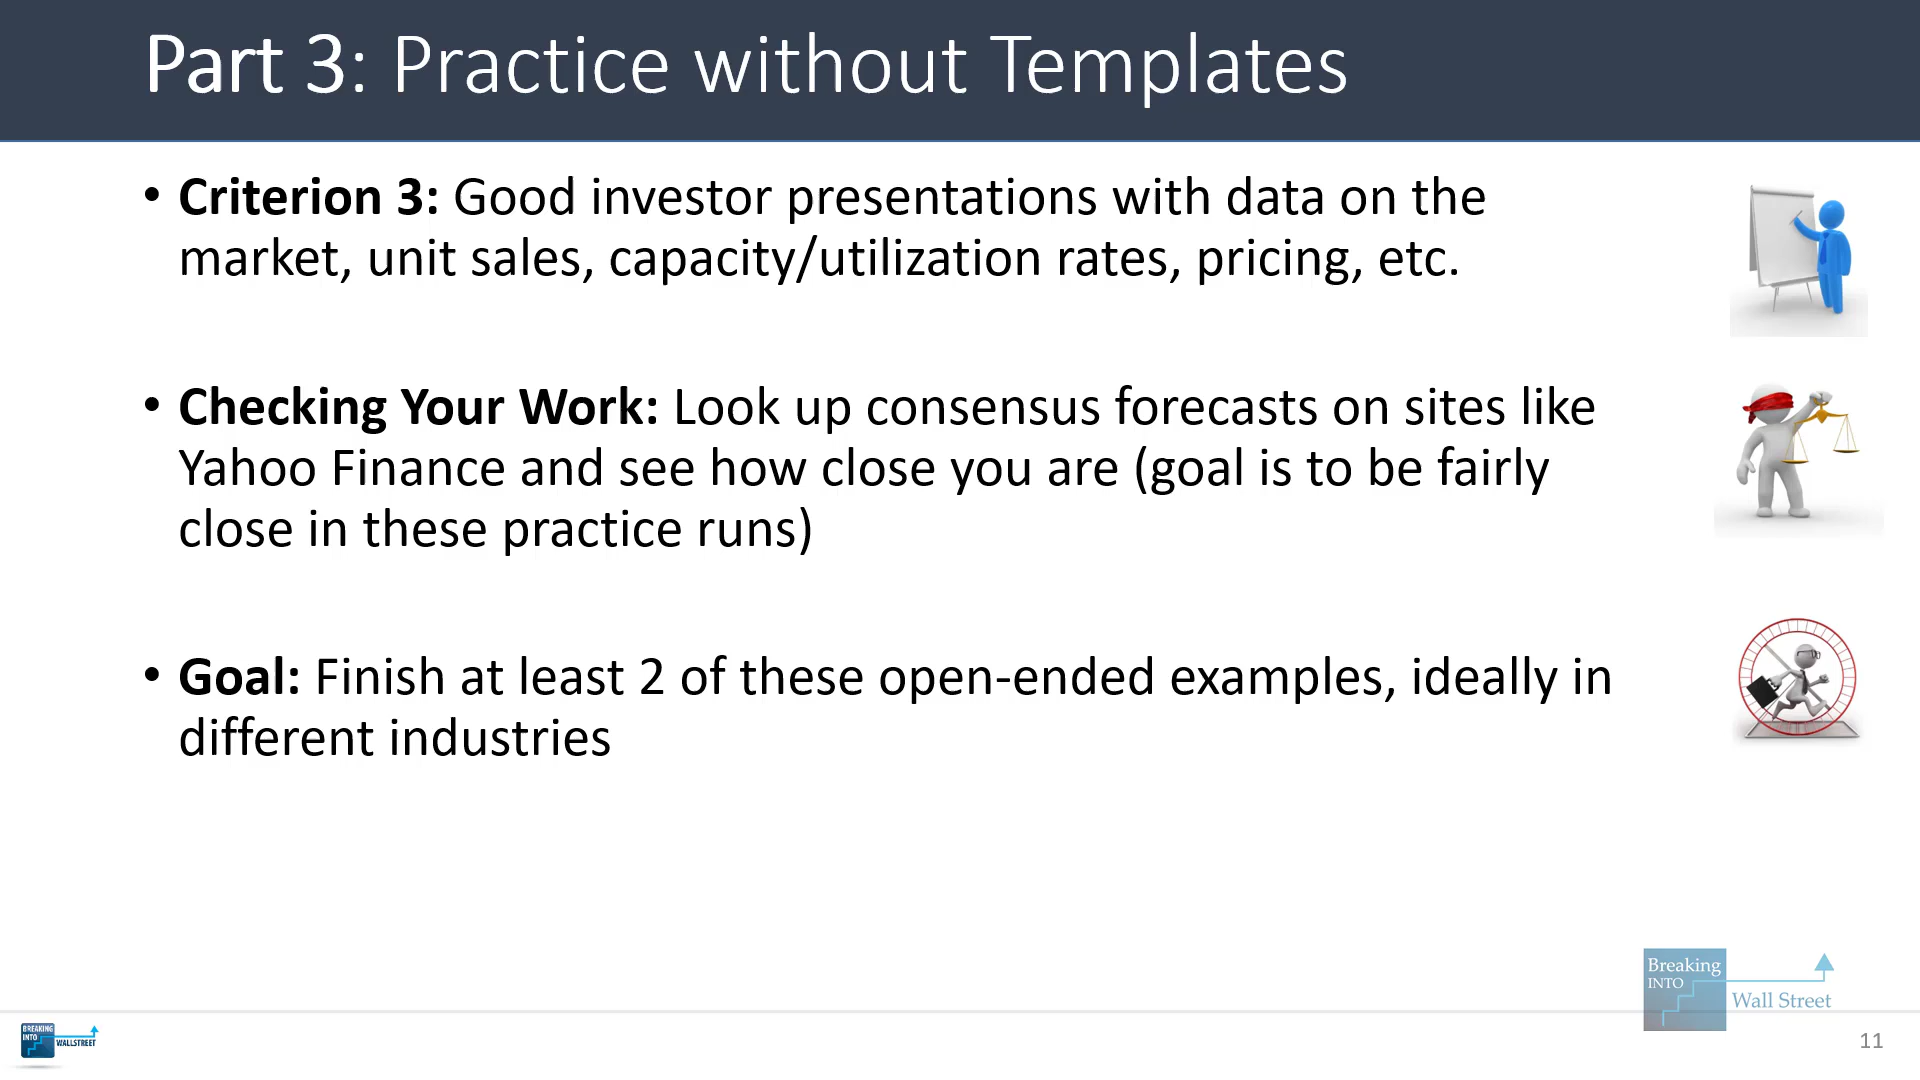 Part 3: Practice without Templates
• Criterion 3: Good investor presentations with data on the
market, unit sales, capacity/utilization rates, pricing, etc.
• Checking Your Work: Look up consensus forecasts on sites like
Yahoo Finance and see how close you are (goal is to be fairly
close in these practice runs)
• Goal: Finish at least 2 of these open-ended examples, ideally in
different industries
Breaking
INTO
Wall Street
BREAKING
INTO
WALLSTREET
11